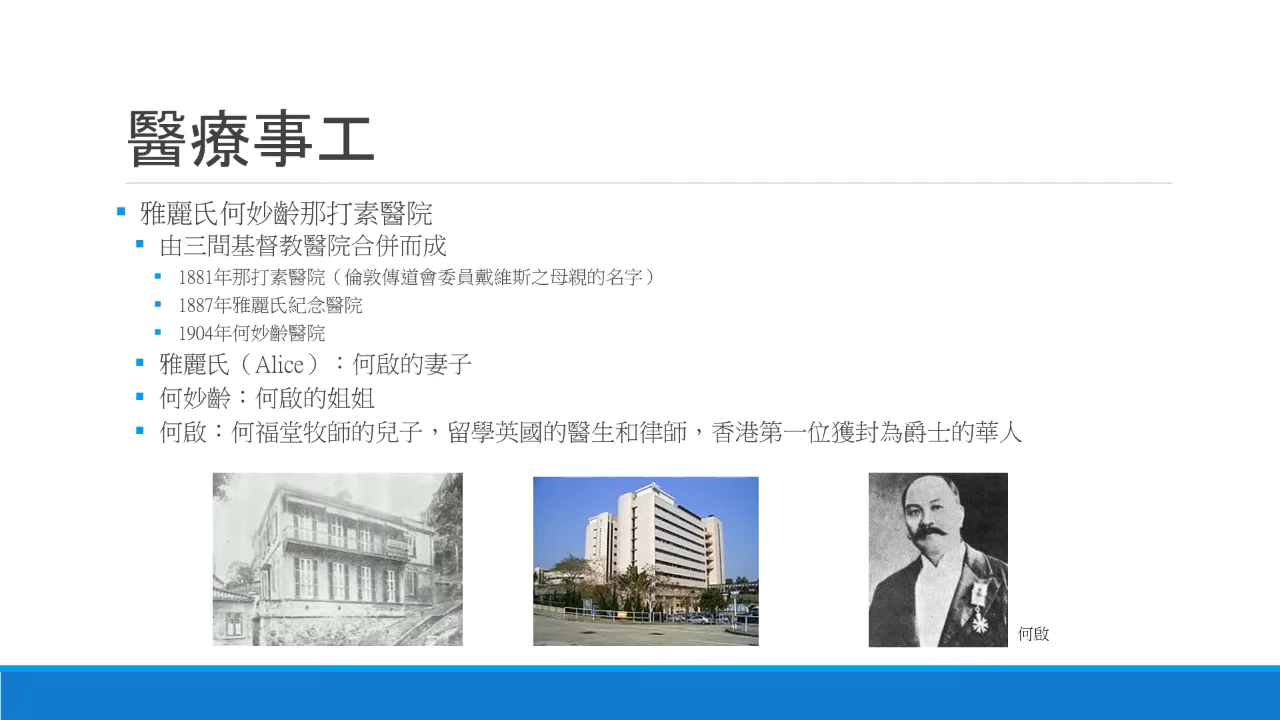 醫療事工
雅麗氏何妙齡那打素醫院
由三間基督教醫院合併而成
1881年那打素醫院（倫敦傳道會委員戴維斯之母親的名字）
1887年雅麗氏紀念醫院
1904年何妙齡醫院
雅麗氏（Alice）：何啟的妻子
何妙齡：何啟的姐姐
何啟：何福堂牧師的兒子，留學英國的醫生和律師，香港第一位獲封為爵士的華人
何啟